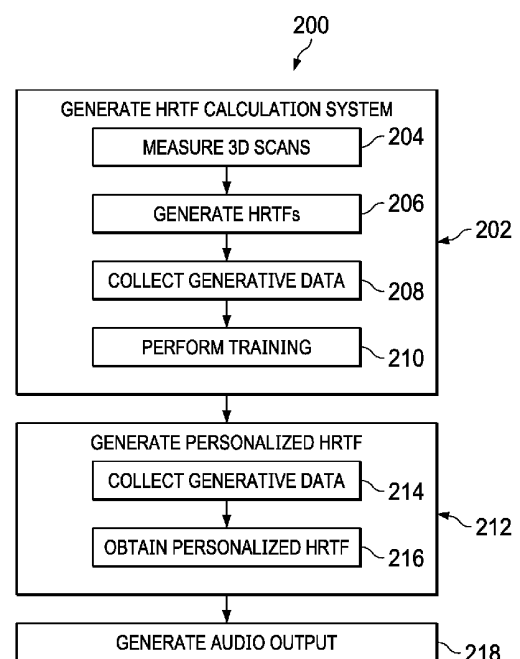 200
GENERATE HRTF CALCULATION SYSTEM
MEASURE 3D SCANS
204
GENERATE HRTFs
206
202
COLLECT GENERATIVE DATA
208
PERFORM TRAINING
210
GENERATE PERSONALIZED HRTF
COLLECT GENERATIVE DATA
214
212
OBTAIN PERSONALIZED HRTF
216
GENERATE AUDIO OUTPUT
218